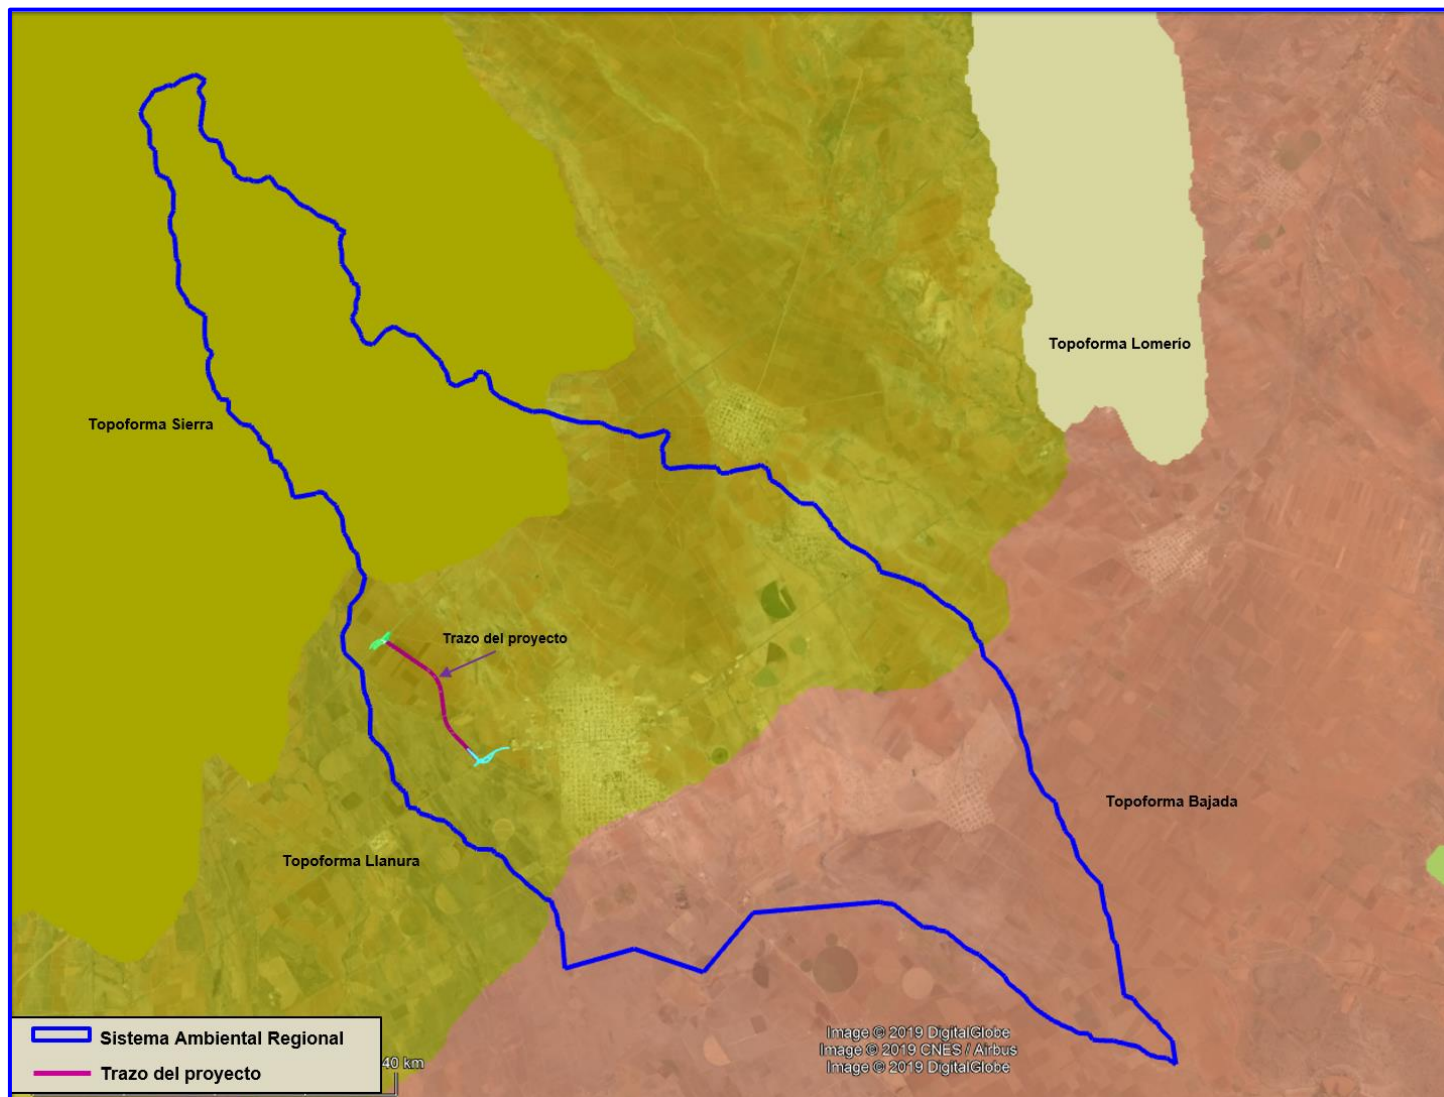 Topoforma Lomerio
Topoforma Sierra
Trazo del proyecto
Topoforma Bajada
Topoforma Llanura
Sistema Ambiental Regional
Trazo del proyecto
40 km
Image © 2019 DigitalGlobe
Image © 2019 CNES / Airbus
Image © 2019 DigitalGlobe